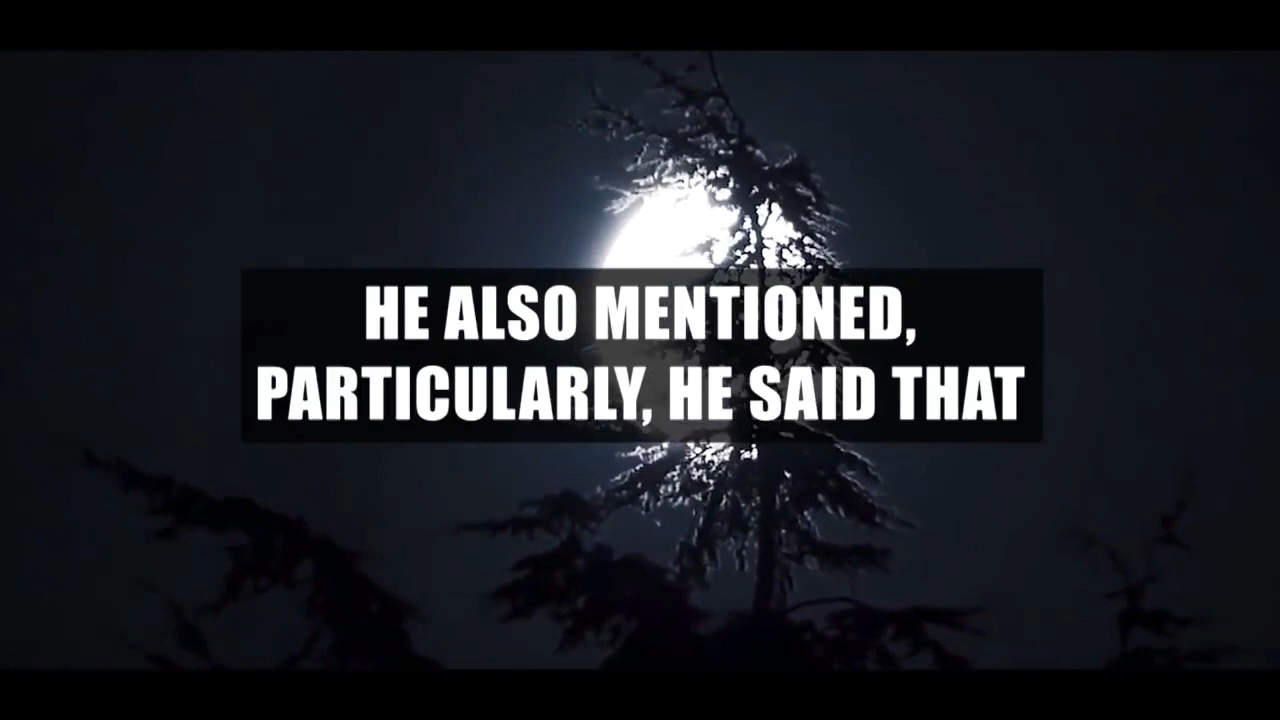 HE ALSO MENTIONED,
PARTICULARLY, HE SAID THAT